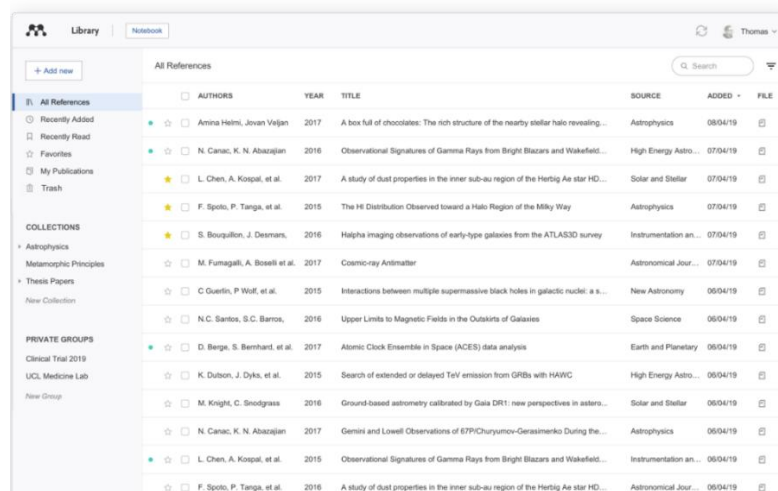 Library Notebook Thomas
+ Add new
All References
Recently Added
Recently Read
Favorites
My Publications
Trash
COLLECTIONS
Astrophysics
Metamorphic Principles
Thesis Papers
New Collection
PRIVATE GROUPS
Clinical Trial 2019
UCL Medicine Lab
New Group
All References Search
AUTHORS YEAR TITLE SOURCE ADDED FILE
Amina Helmi, Jovan Veljan 2017 A box full of chocolates: The rich structure of the nearby stellar halo revealing... Astrophysics 08/04/19
N. Canac, K. N. Abazajian 2016 Observational Signatures of Gamma Rays from Bright Blazars and Wakefield... High Energy Astro... 07/04/19
L. Chen, A. Kospal, et al. 2017 A study of dust properties in the inner sub-au region of the Herbig Ae star HD... Solar and Stellar 07/04/19
F. Spoto, P. Tanga, et al. 2015 The HI Distribution Observed toward a Halo Region of the Milky Way Astrophysics 07/04/19
S. Bouquillon, J. Desmars, 2016 Halpha imaging observations of early-type galaxies from the ATLAS3D survey Instrumentation an... 07/04/19
M. Fumagalli, A. Boselli et al. 2017 Cosmic-ray Antimatter Astronomical Jour... 07/04/19
C Guerlin, P Wolf, et al. 2015 Interactions between multiple supermassive black holes in galactic nuclei: a s... New Astronomy 06/04/19
N.C. Santos, S.C. Barros, 2016 Upper Limits to Magnetic Fields in the Outskirts of Galaxies Space Science 06/04/19
D. Berge, S. Bernhard, et al. 2017 Atomic Clock Ensemble in Space (ACES) data analysis Earth and Planetary 06/04/19
K. Dutson, J. Dyks, et al. 2015 Search of extended or delayed TeV emission from GRBs with HAWC High Energy Astro... 06/04/19
M. Knight, C. Snodgrass 2016 Ground-based astrometry calibrated by Gaia DR1: new perspectives in astero... Solar and Stellar 06/04/19
N. Canac, K. N. Abazajian 2017 Gemini and Lowell Observations of 67P/Churyumov-Gerasimenko During the... Astrophysics 06/04/19
L. Chen, A. Kospal, et al. 2015 Observational Signatures of Gamma Rays from Bright Blazars and Wakefield... Instrumentation an... 06/04/19
F. Spoto, P. Tanga, et al. 2016 A study of dust properties in the inner sub-au region of the Herbig Ae star HD... Astronomical Jour... 06/04/19